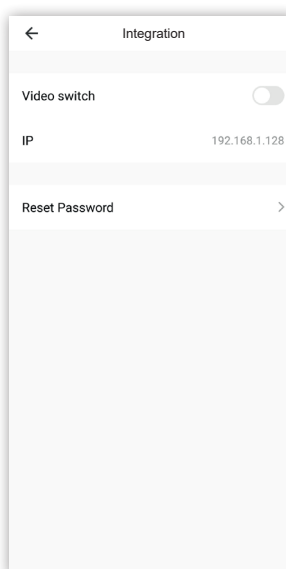 Integration
Video switch
IP 192.168.1.128
Reset Password